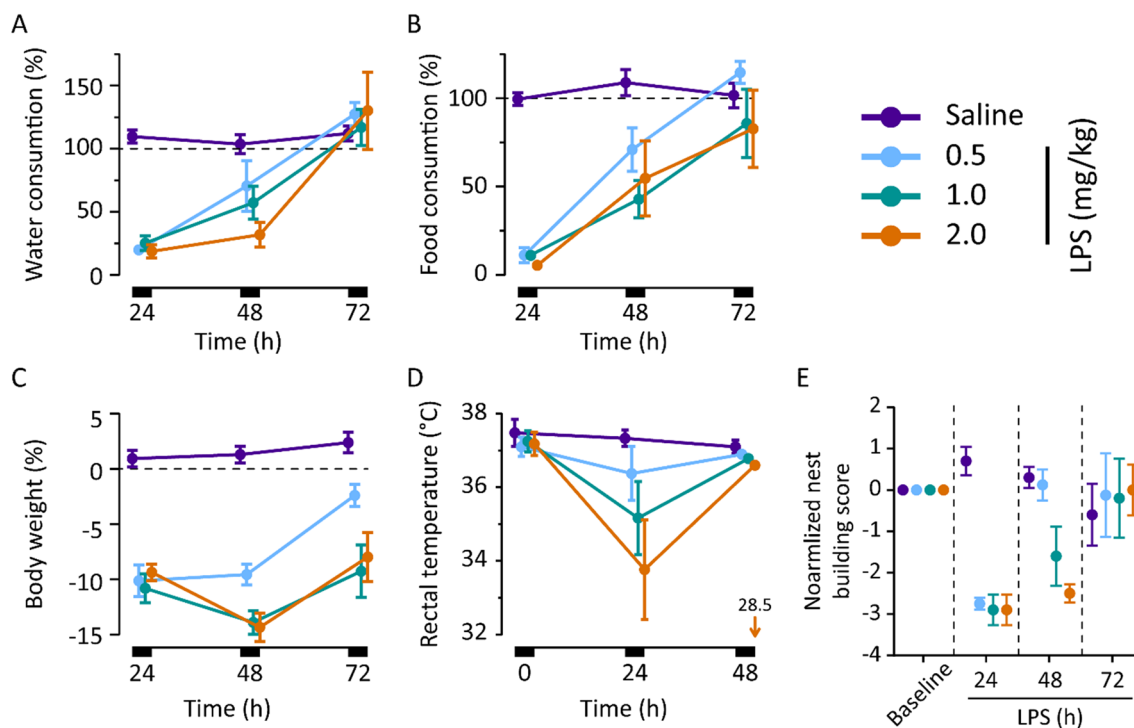 A
Water consumtion (%)
150
100
50
0
24
48
72
Time (h)
B
Food consumtion (%)
100
50
0
24
48
72
Time (h)
Saline
0.5
1.0
2.0
LPS (mg/kg)
C
Body weight (%)
5
0
-5
-10
-15
24
48
72
Time (h)
D
Rectal temperature (°C)
38
36
34
32
28.5
0
24
48
Time (h)
E
Noarmlized nest
building score
2
1
0
-1
-2
-3
-4
Baseline
24
48
72
LPS (h)